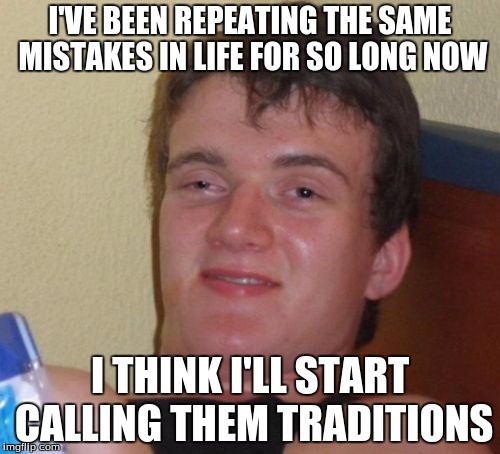 I'VE BEEN REPEATING THE SAME
MISTAKES IN LIFE FOR SO LONG NOW
I THINK I'LL START
CALLING THEM TRADITIONS
imgflip.com